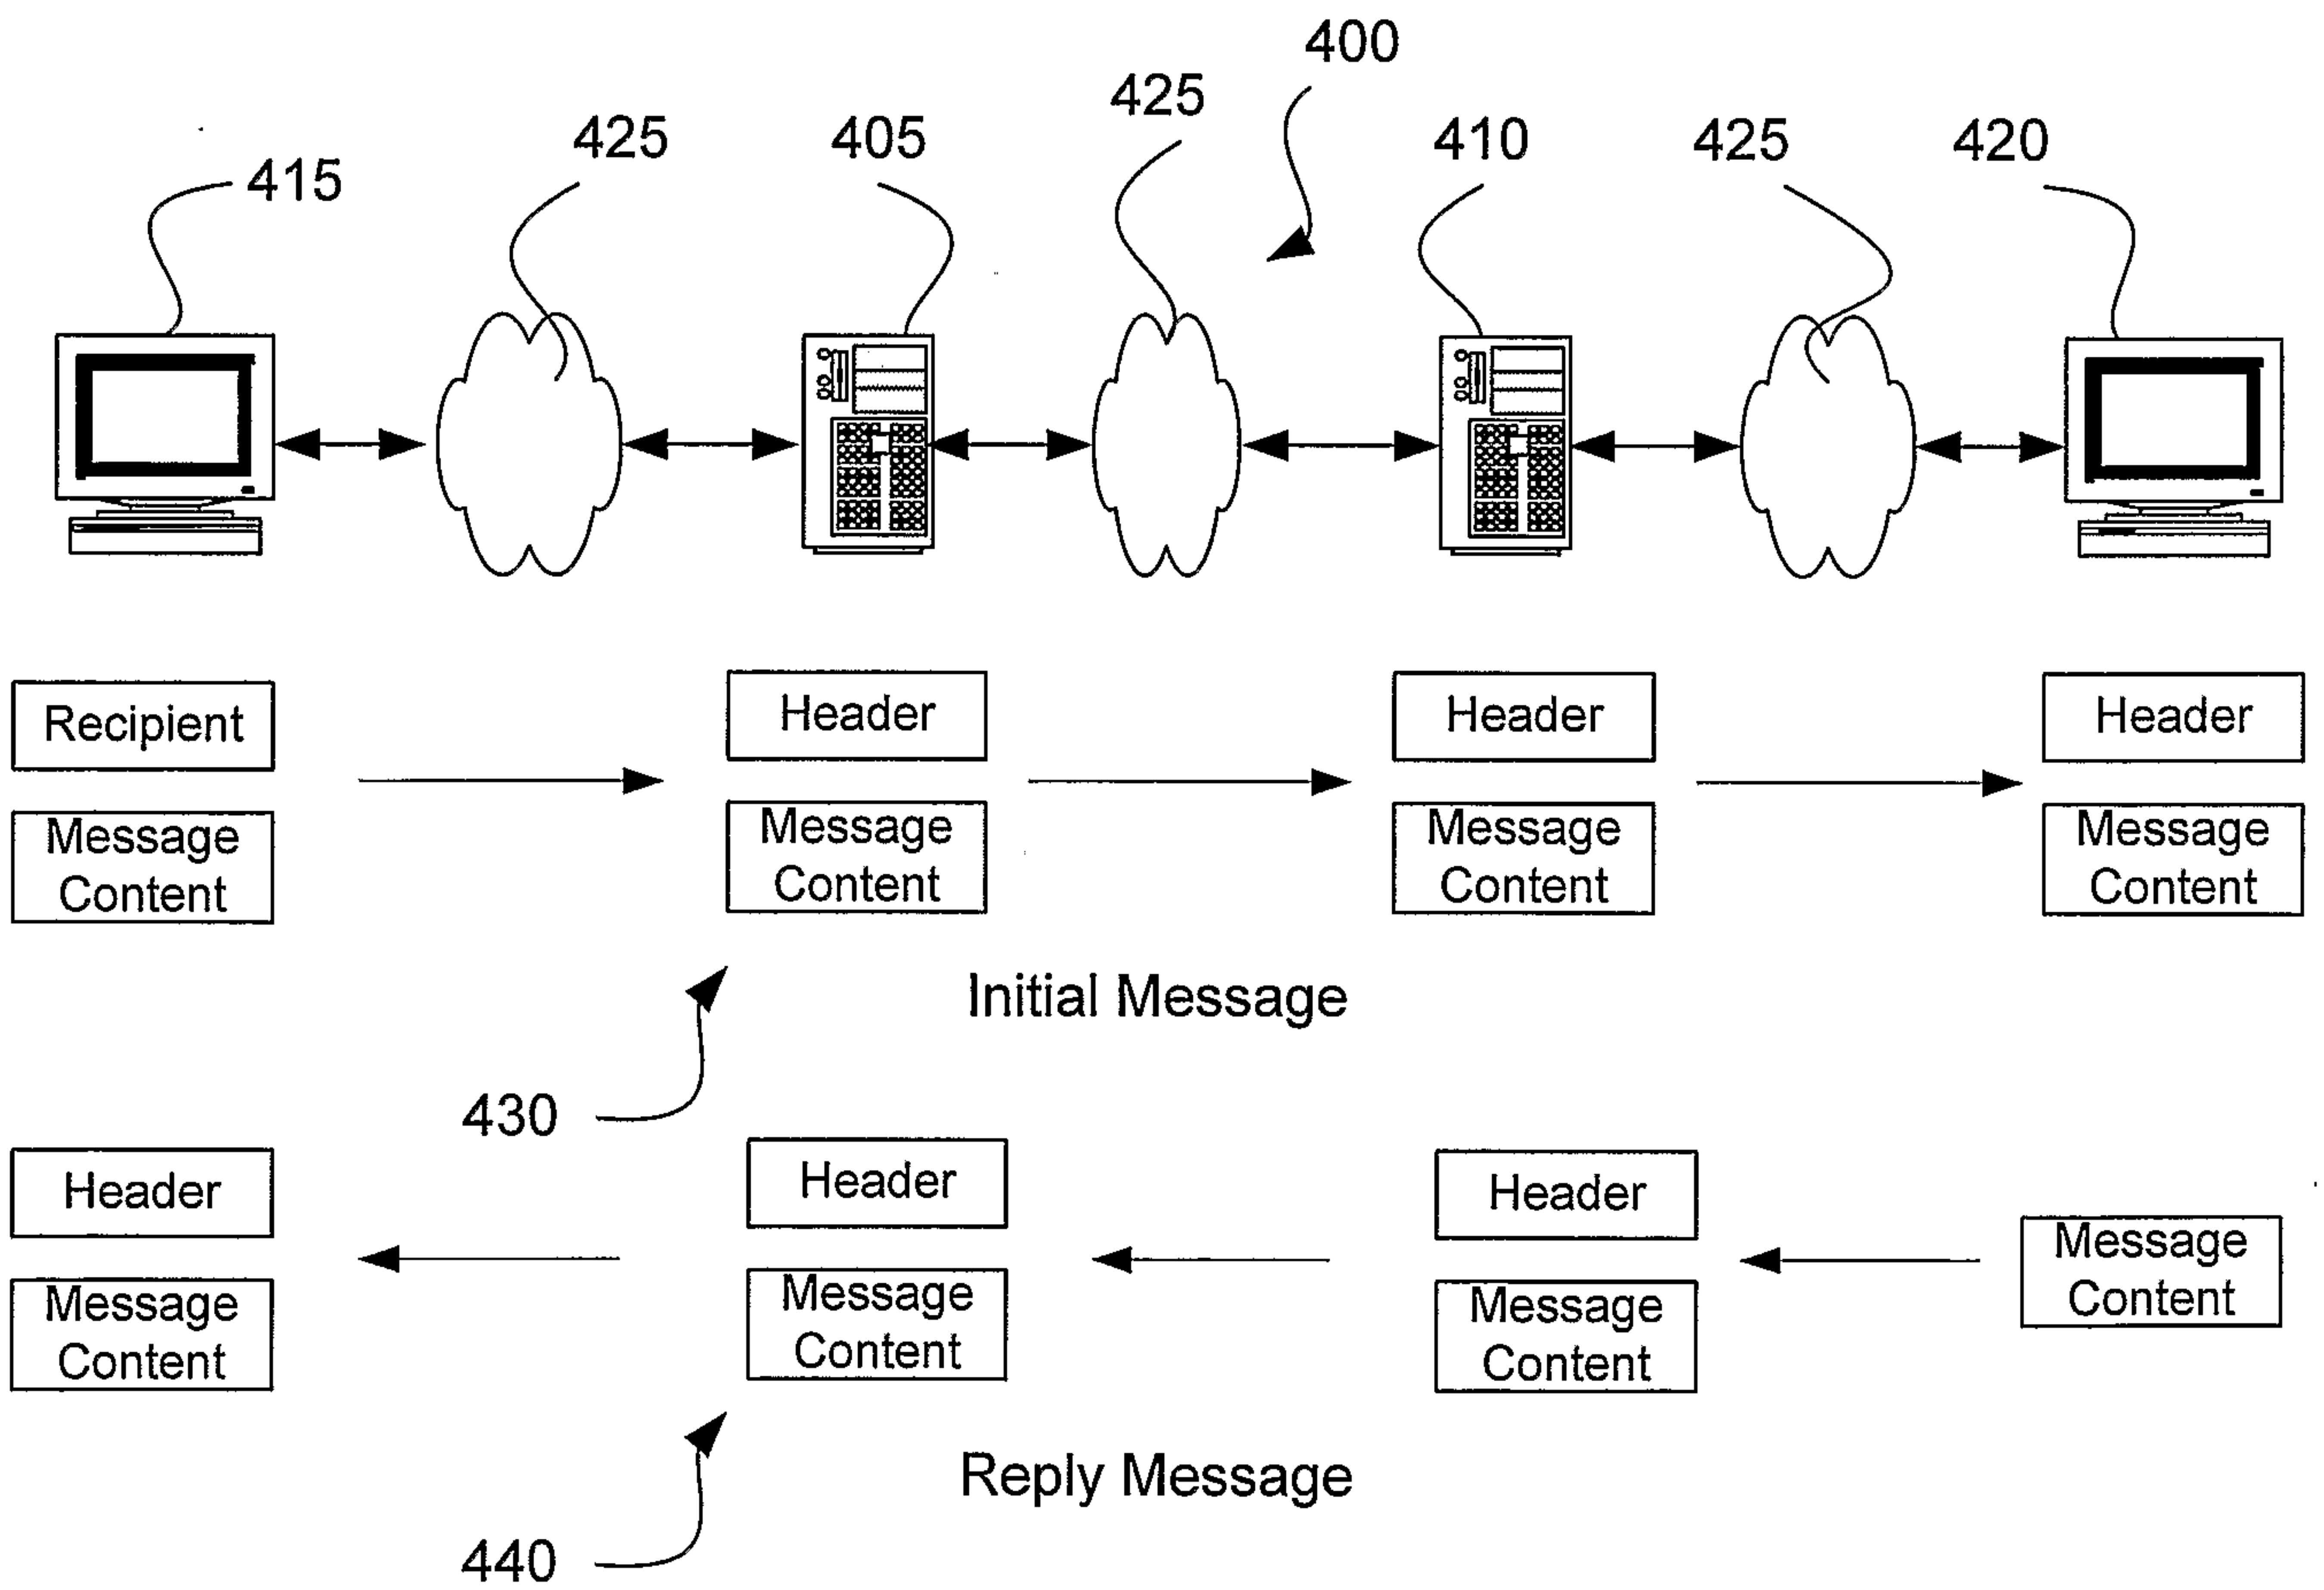 400
425
415
425
405
410
425
420
Recipient
Header
Header
Header
Message
Content
Message
Content
Message
Content
Message
Content
Initial Message
430
Header
Header
Header
Message
Content
Message
Content
Message
Content
Message
Content
Reply Message
440